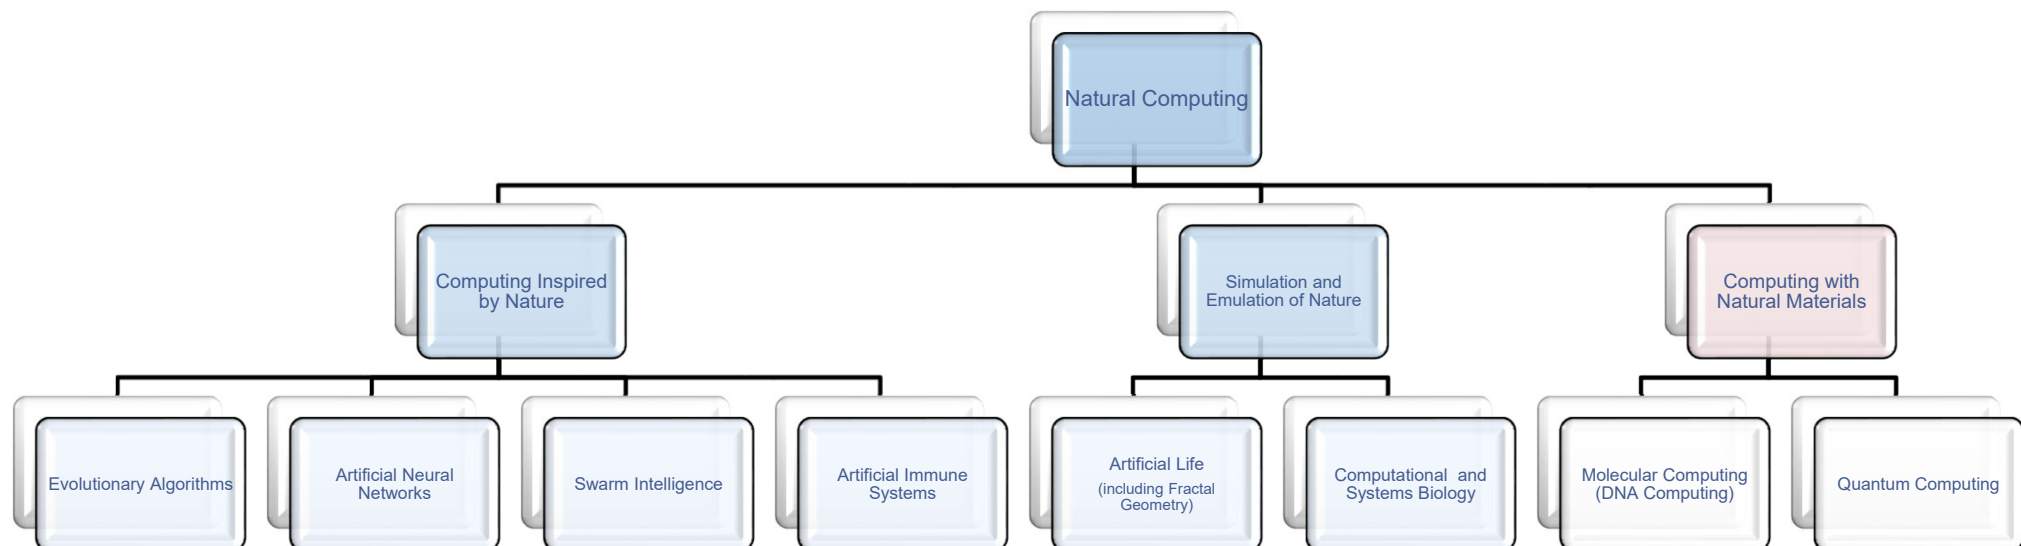 Natural Computing
Computing Inspired
by Nature
Simulation and
Emulation of Nature
Computing with
Natural Materials
Evolutionary Algorithms
Artificial Neural
Networks
Swarm Intelligence
Artificial Immune
Systems
Artificial Life
(including Fractal
Geometry)
Computational and
Systems Biology
Molecular Computing
(DNA Computing)
Quantum Computing